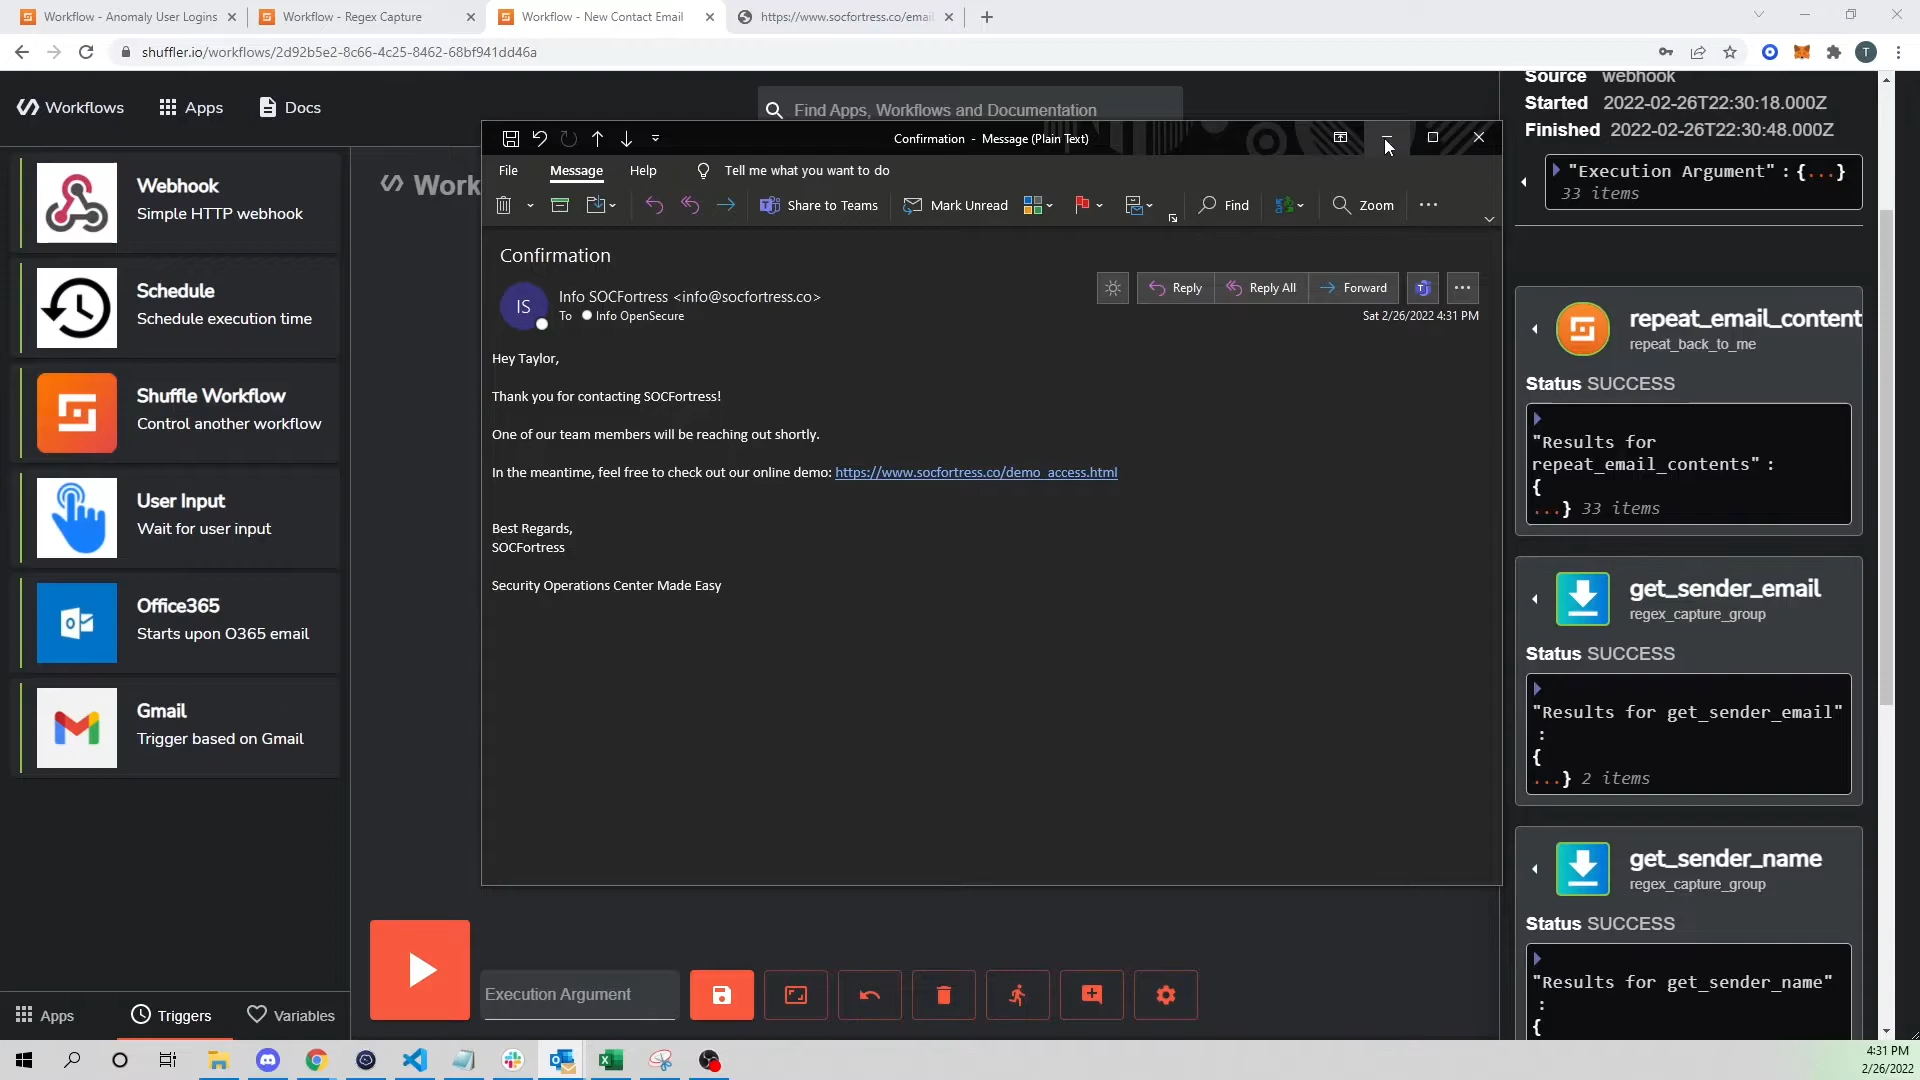 Workflow - Anomaly User Logins
Workflow - Regex Capture
Workflow - New Contact Email
https://www.socfortress.co/email
shuffler.io/workflows/2d92b5e2-8c66-4c25-8462-68bf941dd46a
T
Workflows
Apps
Docs
Find Apps, Workflows and Documentation
Webhook
Simple HTTP webhook
Schedule
Schedule execution time
Shuffle Workflow
Control another workflow
User Input
Wait for user input
Office365
Starts upon O365 email
Gmail
Trigger based on Gmail
Apps
Triggers
Variables
Work
Confirmation - Message (Plain Text)
File
Message
Help
Tell me what you want to do
Share to Teams
Mark Unread
Find
Zoom
Confirmation
IS
Info SOCFortress <info@socfortress.co>
To Info OpenSecure
Reply
Reply All
Forward
Sat 2/26/2022 4:31 PM
Hey Taylor,
Thank you for contacting SOCFortress!
One of our team members will be reaching out shortly.
In the meantime, feel free to check out our online demo: https://www.socfortress.co/demo_access.html
Best Regards,
SOCFortress
Security Operations Center Made Easy
Execution Argument
Source webhook
Started 2022-02-26T22:30:18.000Z
Finished 2022-02-26T22:30:48.000Z
"Execution Argument" : {...}
33 items
repeat_email_content
repeat_back_to_me
Status SUCCESS
"Results for
repeat_email_contents" :
{
...} 33 items
get_sender_email
regex_capture_group
Status SUCCESS
"Results for get_sender_email"
:
{
...} 2 items
get_sender_name
regex_capture_group
Status SUCCESS
"Results for get_sender_name"
:
{
4:31 PM
2/26/2022